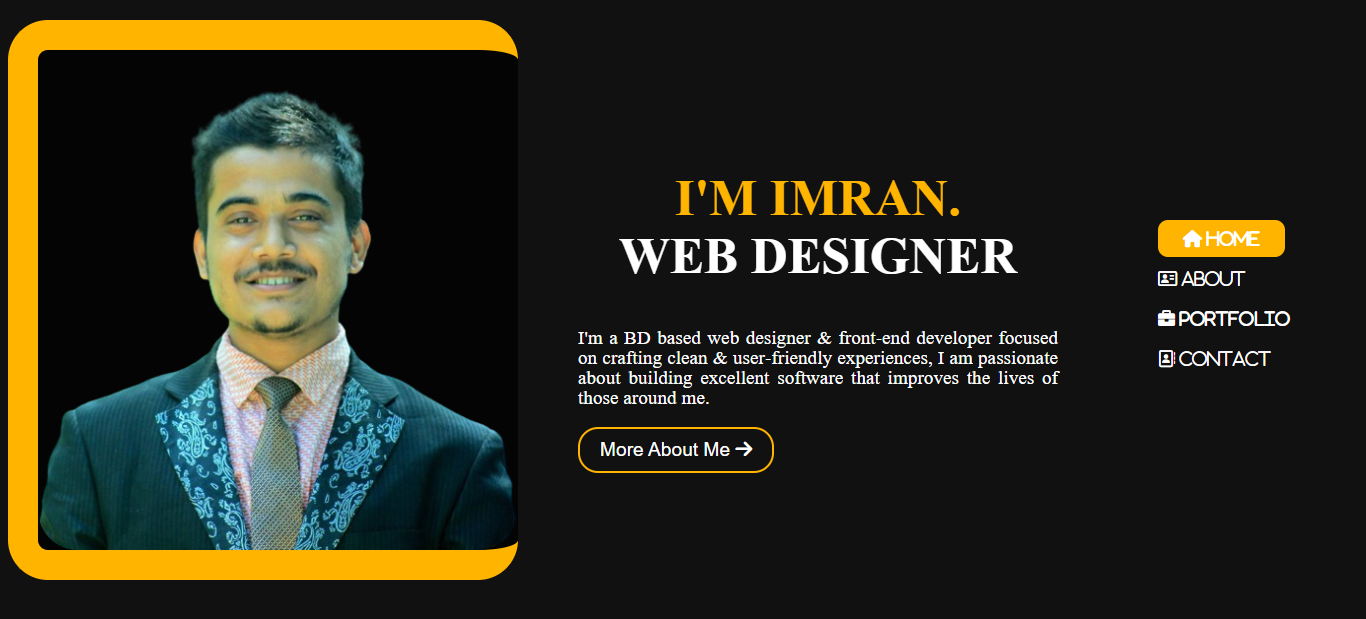 I'M IMRAN.
WEB DESIGNER
I'm a BD based web designer & front-end developer focused
on crafting clean & user-friendly experiences, I am passionate
about building excellent software that improves the lives of
those around me.
More About Me →
HOME
ABOUT
PORTFOLIO
CONTACT